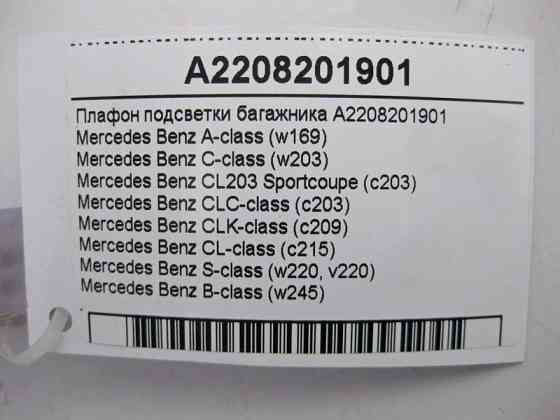 A2208201901
Плафон подсветки багажника A2208201901
Mercedes Benz A-class (w169)
Mercedes Benz C-class (w203)
Mercedes Benz CL203 Sportcoupe (c203)
Mercedes Benz CLC-class (c203)
Mercedes Benz CLK-class (c209)
Mercedes Benz CL-class (c215)
Mercedes Benz S-class (w220, v220)
Mercedes Benz B-class (w245)